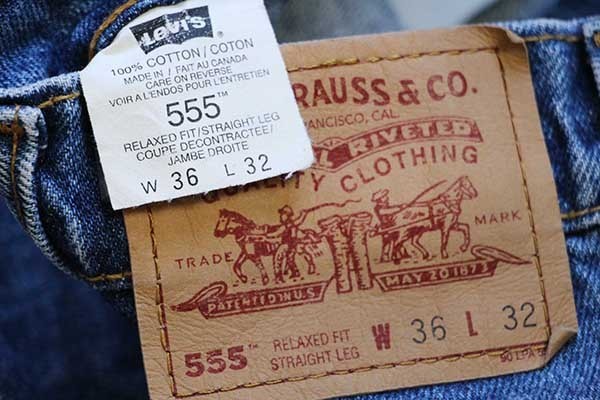 Levi's
100% COTTON / COTON
MADE IN / FAIT AU CANADA
CARE ON REVERSE
VOIR A L'ENDOS POUR L'ENTRETIEN
555™
RELAXED FIT/STRAIGHT LEG
COUPE DECONTRACTEE/
JAMBE DROITE
W 36 L 32
RAUSS & CO.
ANCISCO, CAL.
RIVETED
QUALITY CLOTHING
TRADE MARK
PATENTED IN U.S. MAY 20 1873
555™ RELAXED FIT
STRAIGHT LEG
W 36 L 32